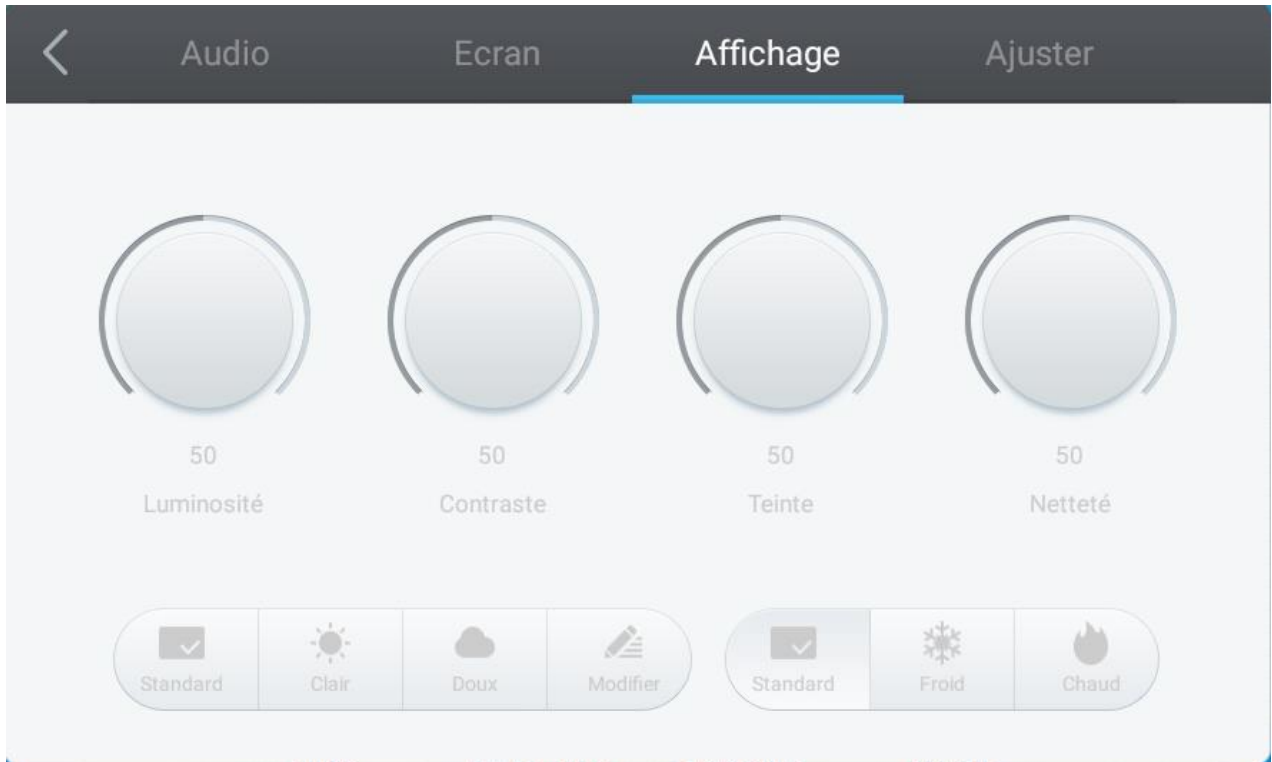 Audio Ecran Affichage Ajuster
50 50 50 50
Luminosité Contraste Teinte Netteté
Standard Clair Doux Modifier Standard Froid Chaud